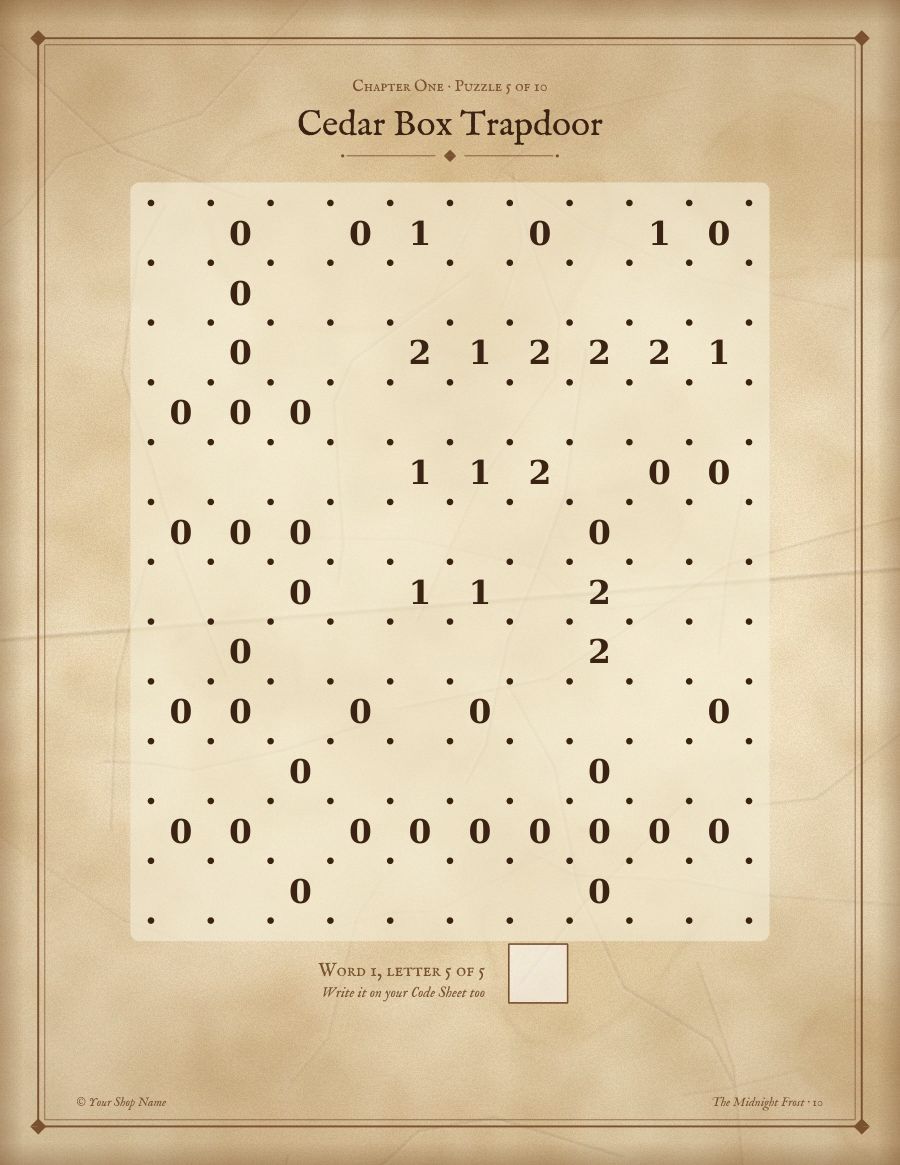 Chapter One · Puzzle 5 of 10
Cedar Box Trapdoor
0 0 1 0 1 0
0
0 2 1 2 2 2 1
0 0 0
1 1 2 0 0
0 0 0 0
0 1 1 2
0 2
0 0 0 0 0
0 0
0 0 0 0 0 0 0 0 0
0 0
Word 1, letter 5 of 5
Write it on your Code Sheet too
© Your Shop Name
The Midnight Frost · 10